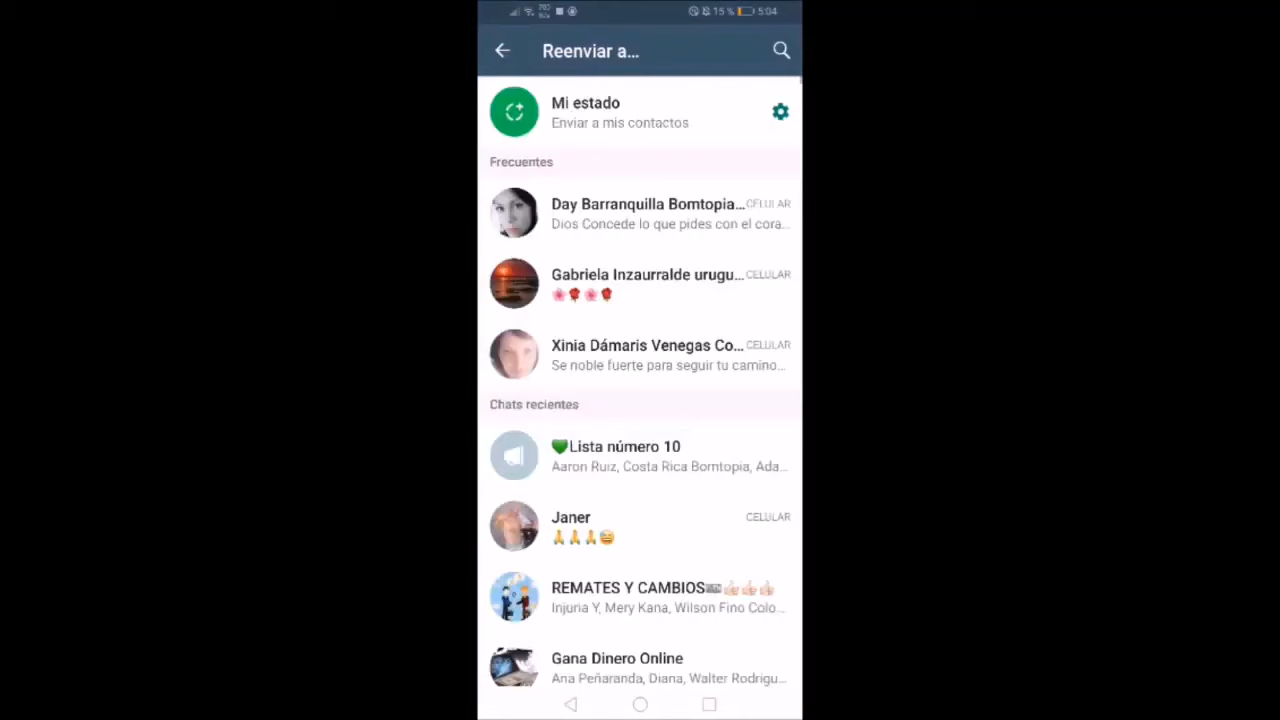 15 % 5:04
Reenviar a...
Mi estado
Enviar a mis contactos
Frecuentes
Day Barranquilla Bomtopia... CELULAR
Dios Concede lo que pides con el cora...
Gabriela Inzaurralde urugu... CELULAR
🌸🌹🌸🌹
Xinia Dámaris Venegas Co... CELULAR
Se noble fuerte para seguir tu camino...
Chats recientes
💚Lista número 10
Aaron Ruiz, Costa Rica Bomtopia, Ada...
Janer CELULAR
🙏🙏🙏😆
REMATES Y CAMBIOS💵👍🏻👍🏻👍🏻
Injuria Y, Mery Kana, Wilson Fino Colo...
Gana Dinero Online
Ana Peñaranda, Diana, Walter Rodrigu...